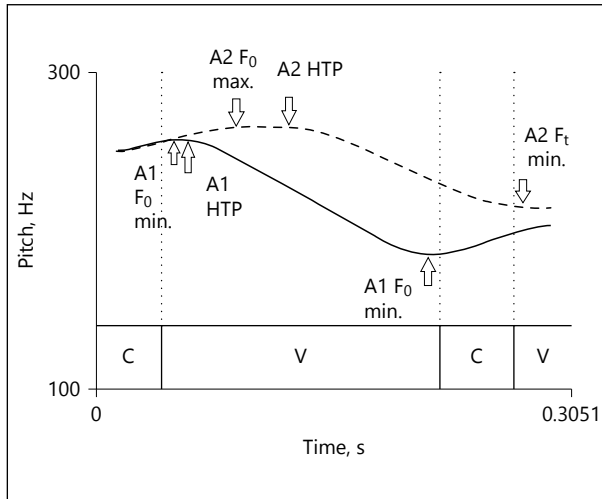 300
A2 F₀
max.
A2 HTP
A2 Fₜ
min.
A1
F₀
min.
A1
HTP
A1 F₀
min.
Pitch, Hz
C
V
C
V
100
0
0.3051
Time, s